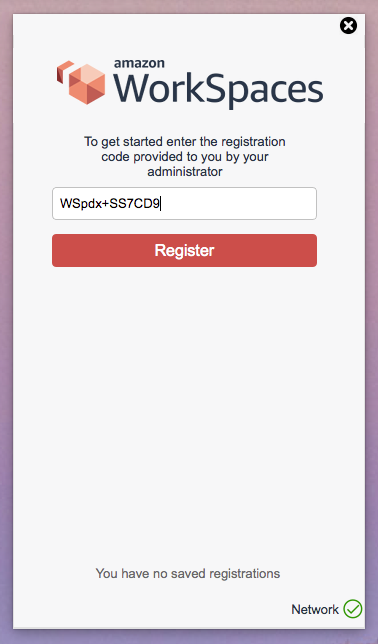 amazon
WorkSpaces
To get started enter the registration
code provided to you by your
administrator
WSpdx+SS7CD9
Register
You have no saved registrations
Network